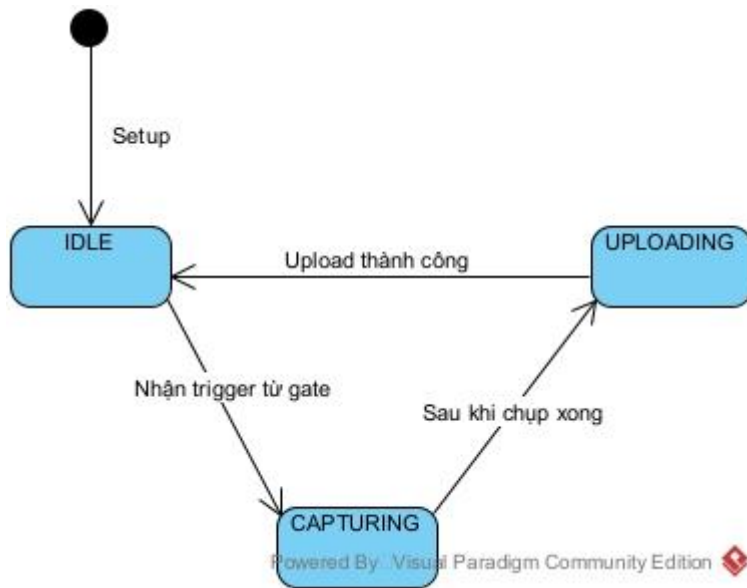 Setup
IDLE
UPLOADING
Upload thành công
Nhận trigger từ gate
Sau khi chụp xong
CAPTURING
Powered By Visual Paradigm Community Edition